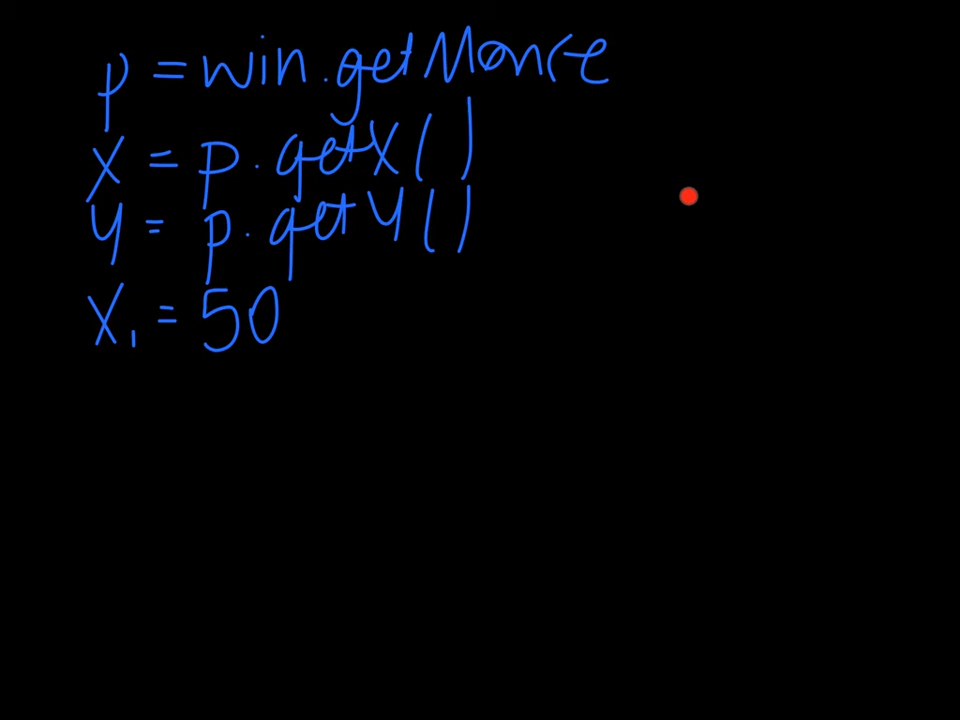 p = win.getMouse
x = p.getX()
y = p.getY()
x1 = 50